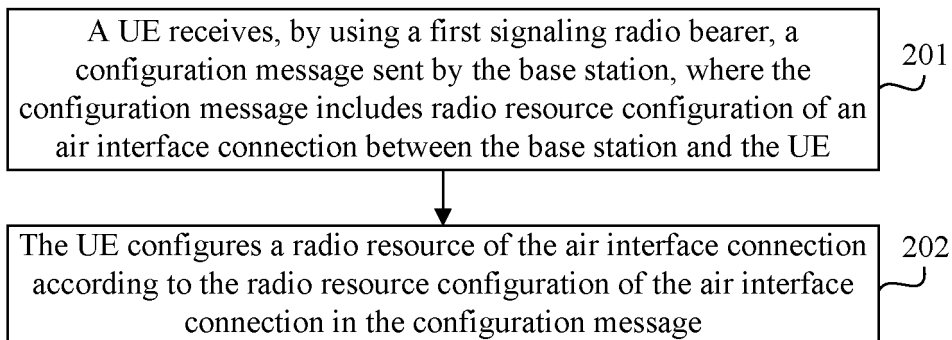 A UE receives, by using a first signaling radio bearer, a
configuration message sent by the base station, where the
configuration message includes radio resource configuration of an
air interface connection between the base station and the UE
201
The UE configures a radio resource of the air interface connection
according to the radio resource configuration of the air interface
connection in the configuration message
202